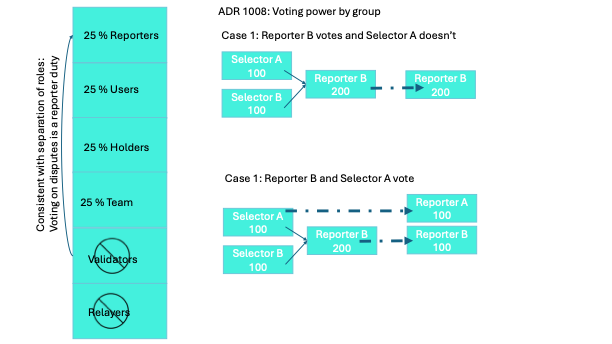 ADR 1008: Voting power by group
Consistent with separation of roles:
Voting on disputes is a reporter duty
25 % Reporters
25 % Users
25 % Holders
25 % Team
Validators
Relayers
Case 1: Reporter B votes and Selector A doesn't
Selector A
100
Selector B
100
Reporter B
200
Reporter B
200
Case 1: Reporter B and Selector A vote
Selector A
100
Selector B
100
Reporter B
200
Reporter A
100
Reporter B
100